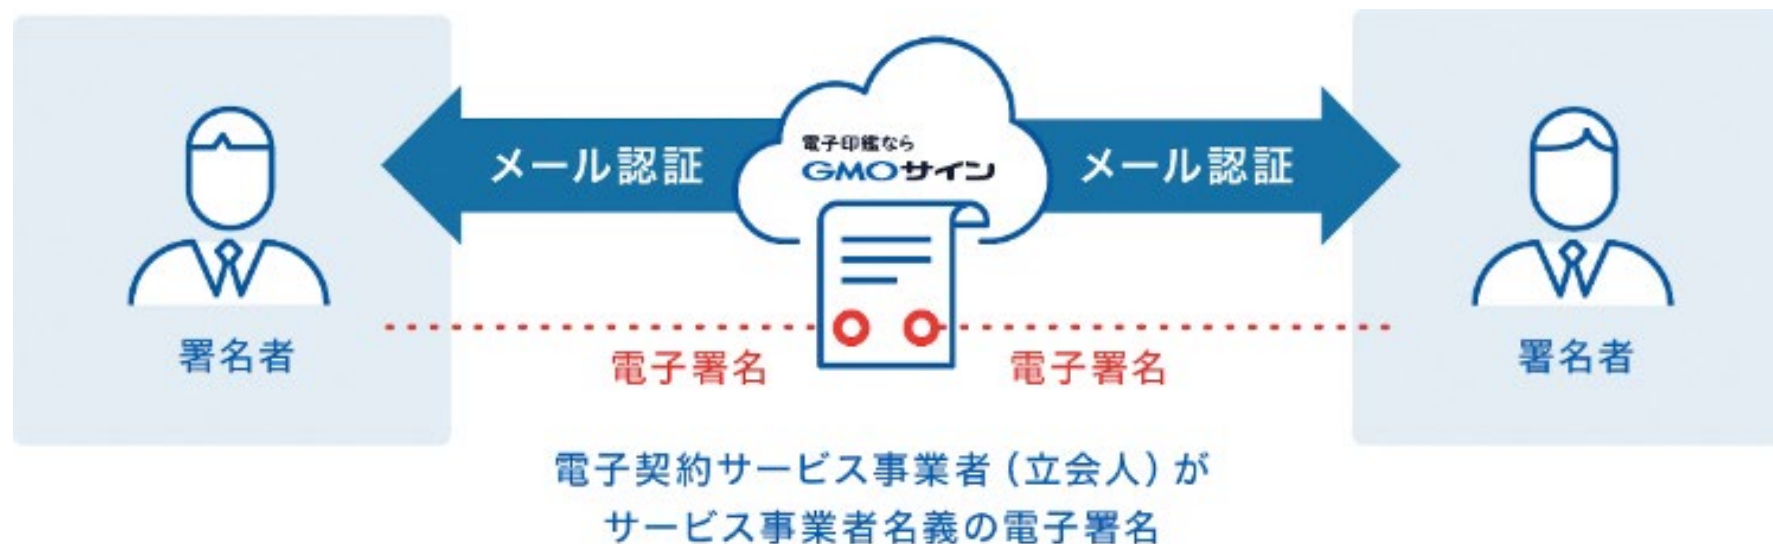 メール認証
電子印鑑なら
GMOサイン
メール認証
署名者
電子署名
電子署名
署名者
電子契約サービス事業者（立会人）が
サービス事業者名義の電子署名